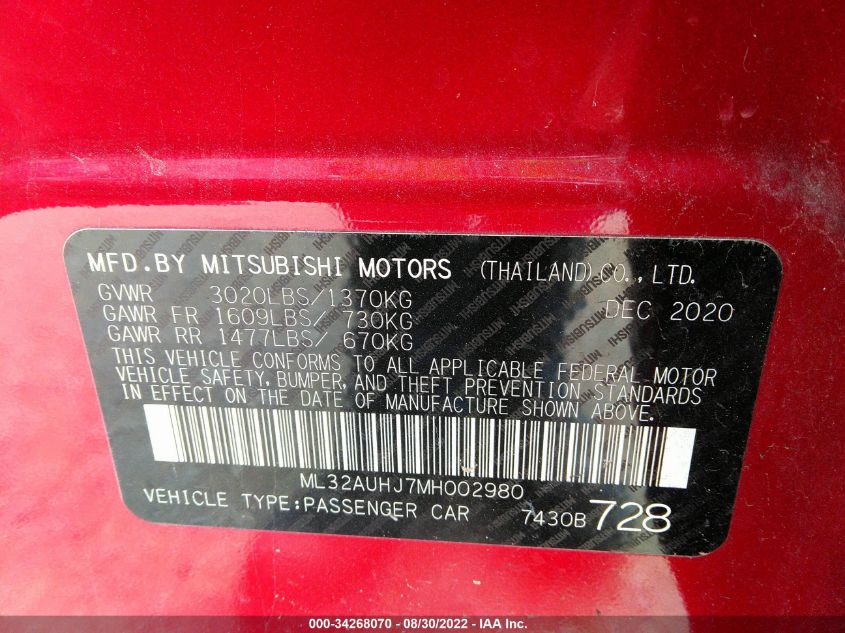 MFD.BY MITSUBISHI MOTORS (THAILAND) CO., LTD.
GVWR 3020LBS/1370KG DEC 2020
GAWR FR 1609LBS/ 730KG
GAWR RR 1477LBS/ 670KG
THIS VEHICLE CONFORMS TO ALL APPLICABLE FEDERAL MOTOR
VEHICLE SAFETY, BUMPER, AND THEFT PREVENTION STANDARDS
IN EFFECT ON THE DATE OF MANUFACTURE SHOWN ABOVE.
ML32AUHJ7MH002980
VEHICLE TYPE:PASSENGER CAR 7430B 728
000-34268070 - 08/30/2022 - IAA Inc.